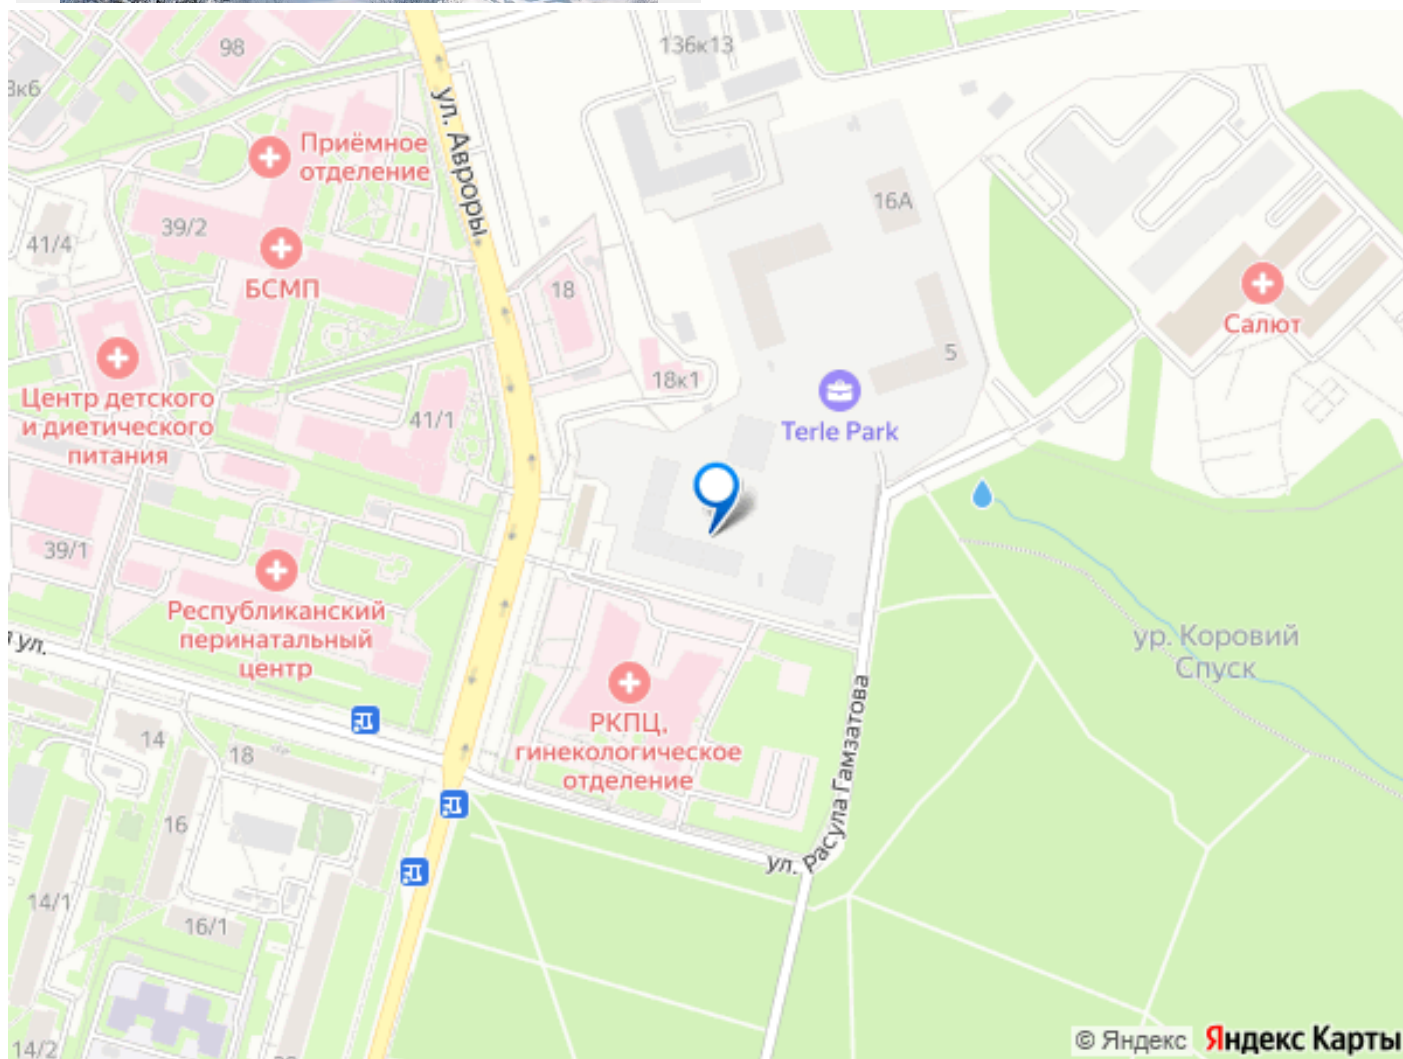 98
136к13
3к6
ул. Авроры
Приёмное
отделение
16А
39/2
41/4
БСМП
18
Салют
5
18к1
Центр детского
и диетического
питания
41/1
Terle Park
39/1
Республиканский
перинатальный
центр
ур. Коровий
Спуск
я ул.
РКПЦ,
гинекологическое
отделение
ул. Расула Гамзатова
14
18
16
14/1
16/1
14/2
© Яндекс Яндекс Карты